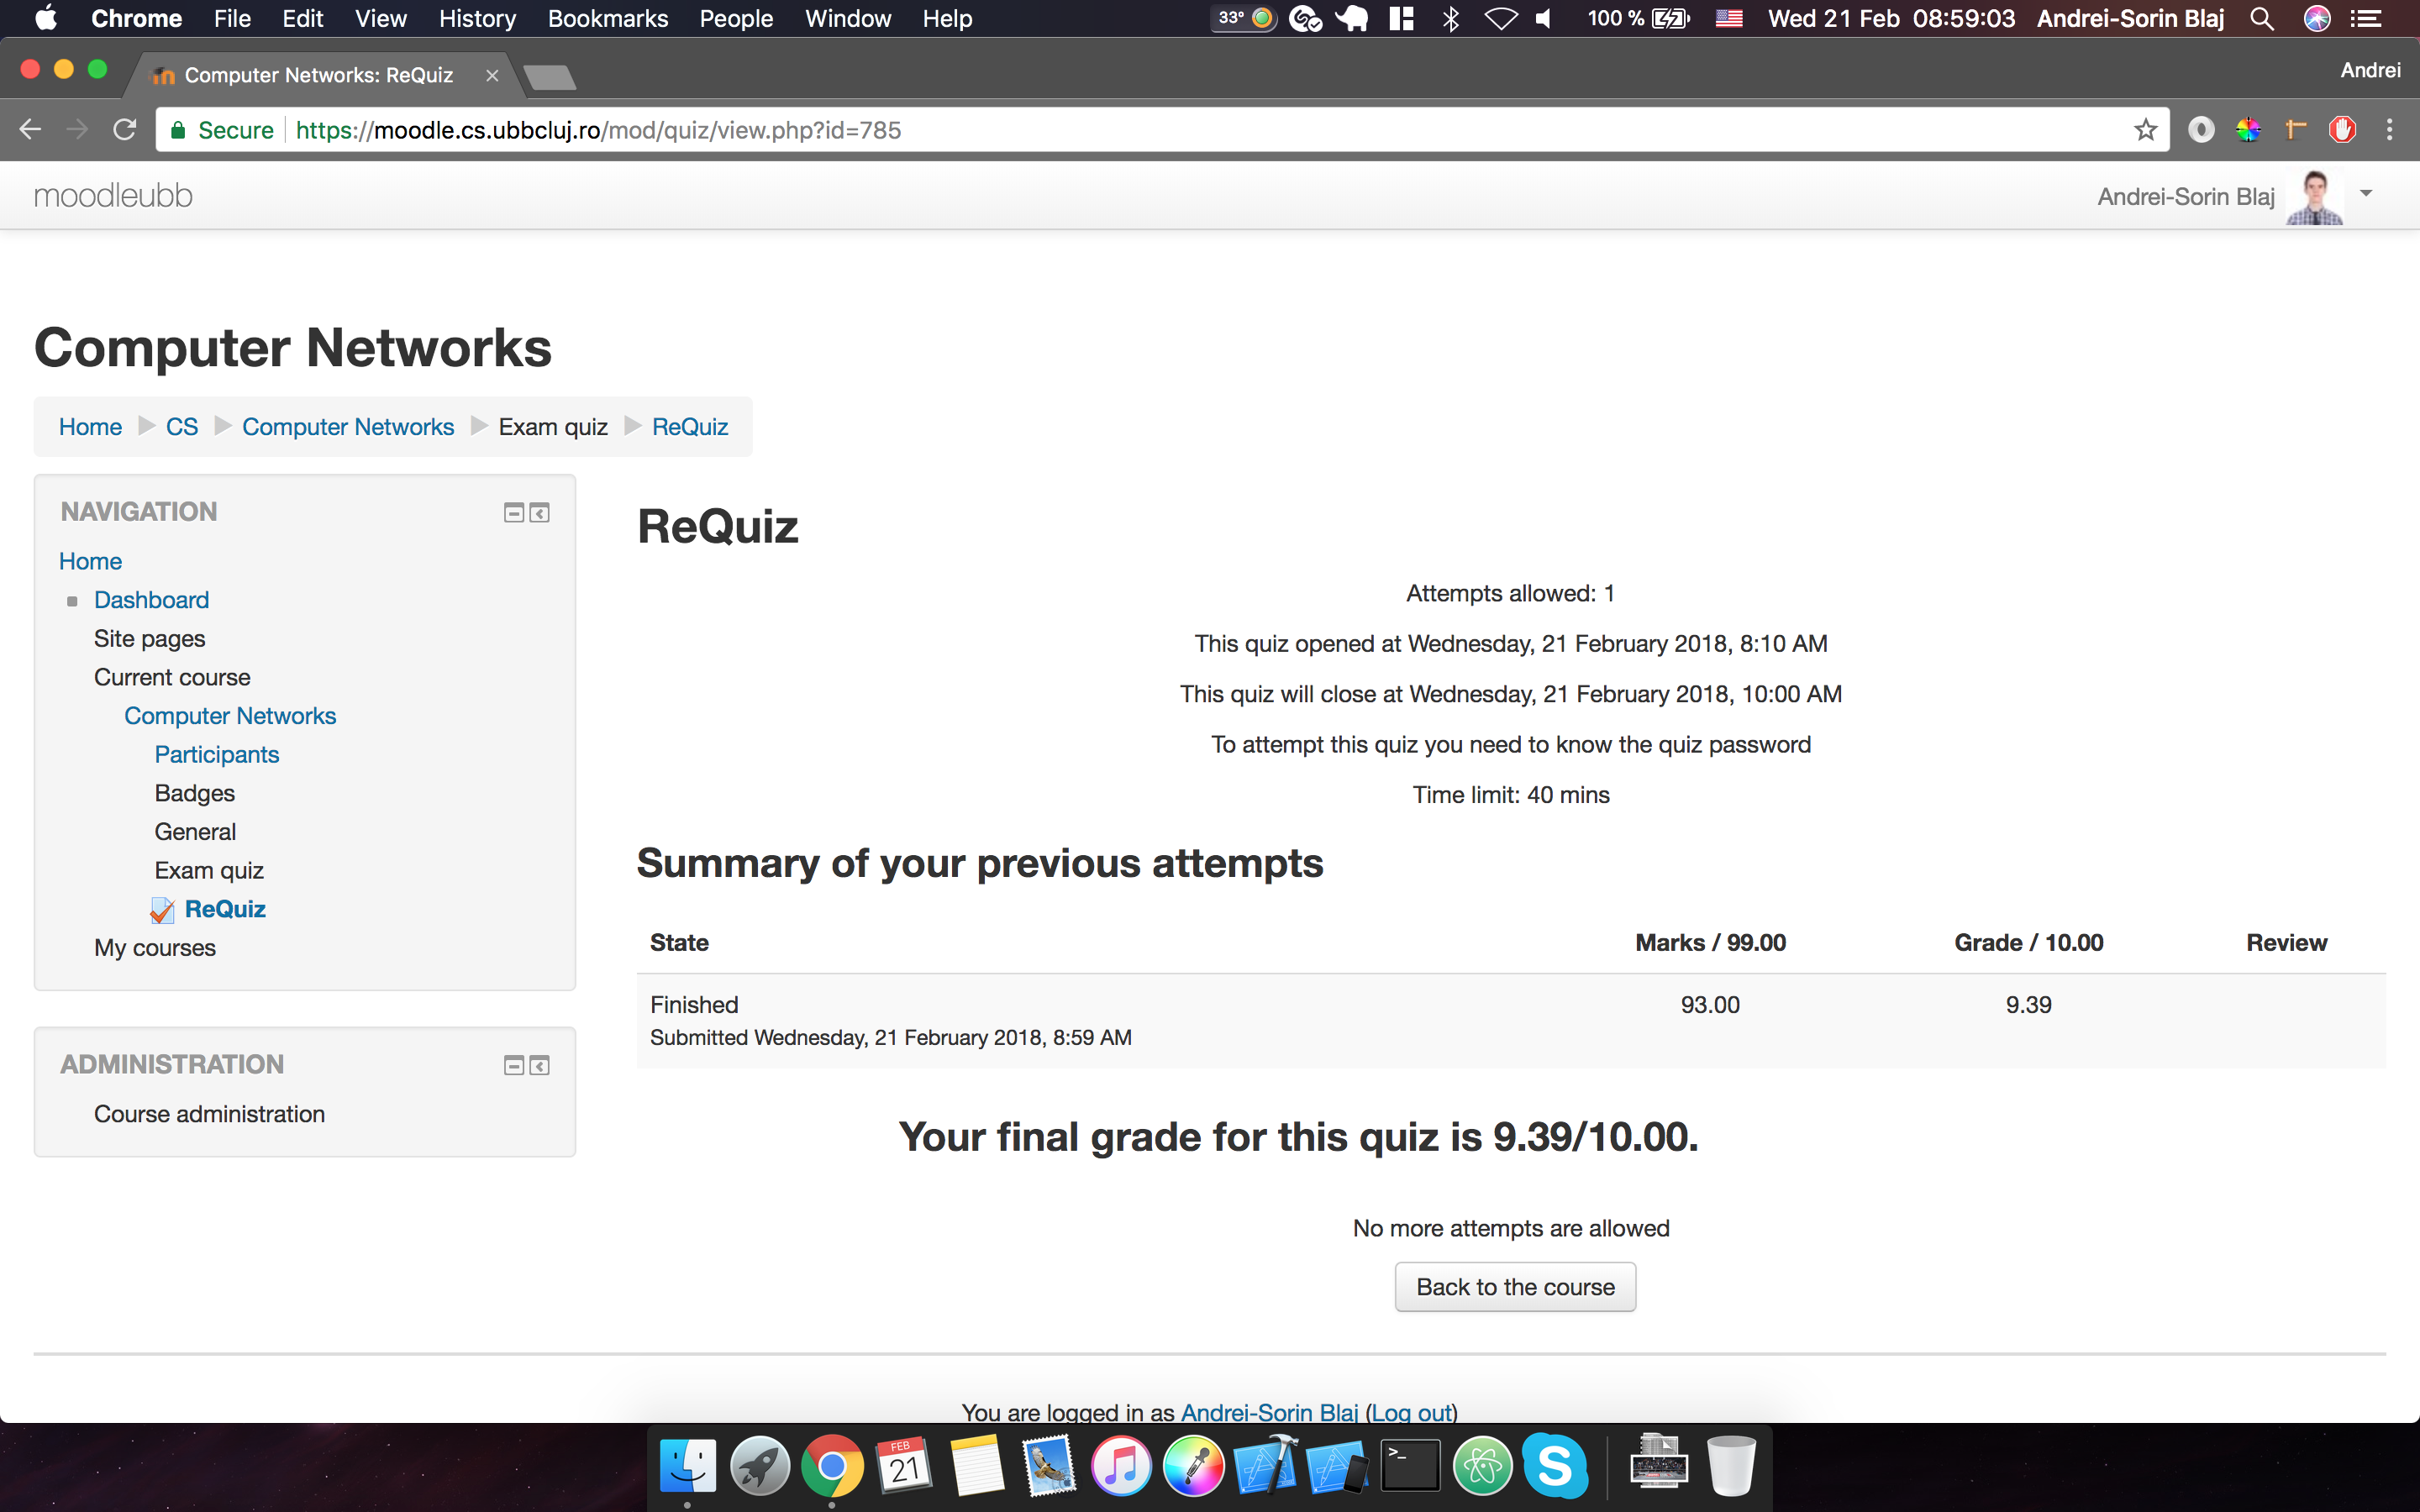 Chrome File Edit View History Bookmarks People Window Help 33° 100 % Wed 21 Feb 08:59:03 Andrei-Sorin Blaj
Computer Networks: ReQuiz Andrei
Secure https://moodle.cs.ubbcluj.ro/mod/quiz/view.php?id=785
moodleubb Andrei-Sorin Blaj
Computer Networks
Home CS Computer Networks Exam quiz ReQuiz
NAVIGATION
Home
Dashboard
Site pages
Current course
Computer Networks
Participants
Badges
General
Exam quiz
ReQuiz
My courses
ADMINISTRATION
Course administration
ReQuiz
Attempts allowed: 1
This quiz opened at Wednesday, 21 February 2018, 8:10 AM
This quiz will close at Wednesday, 21 February 2018, 10:00 AM
To attempt this quiz you need to know the quiz password
Time limit: 40 mins
Summary of your previous attempts
State Marks / 99.00 Grade / 10.00 Review
Finished 93.00 9.39
Submitted Wednesday, 21 February 2018, 8:59 AM
Your final grade for this quiz is 9.39/10.00.
No more attempts are allowed
Back to the course
You are logged in as Andrei-Sorin Blaj (Log out)
FEB
21